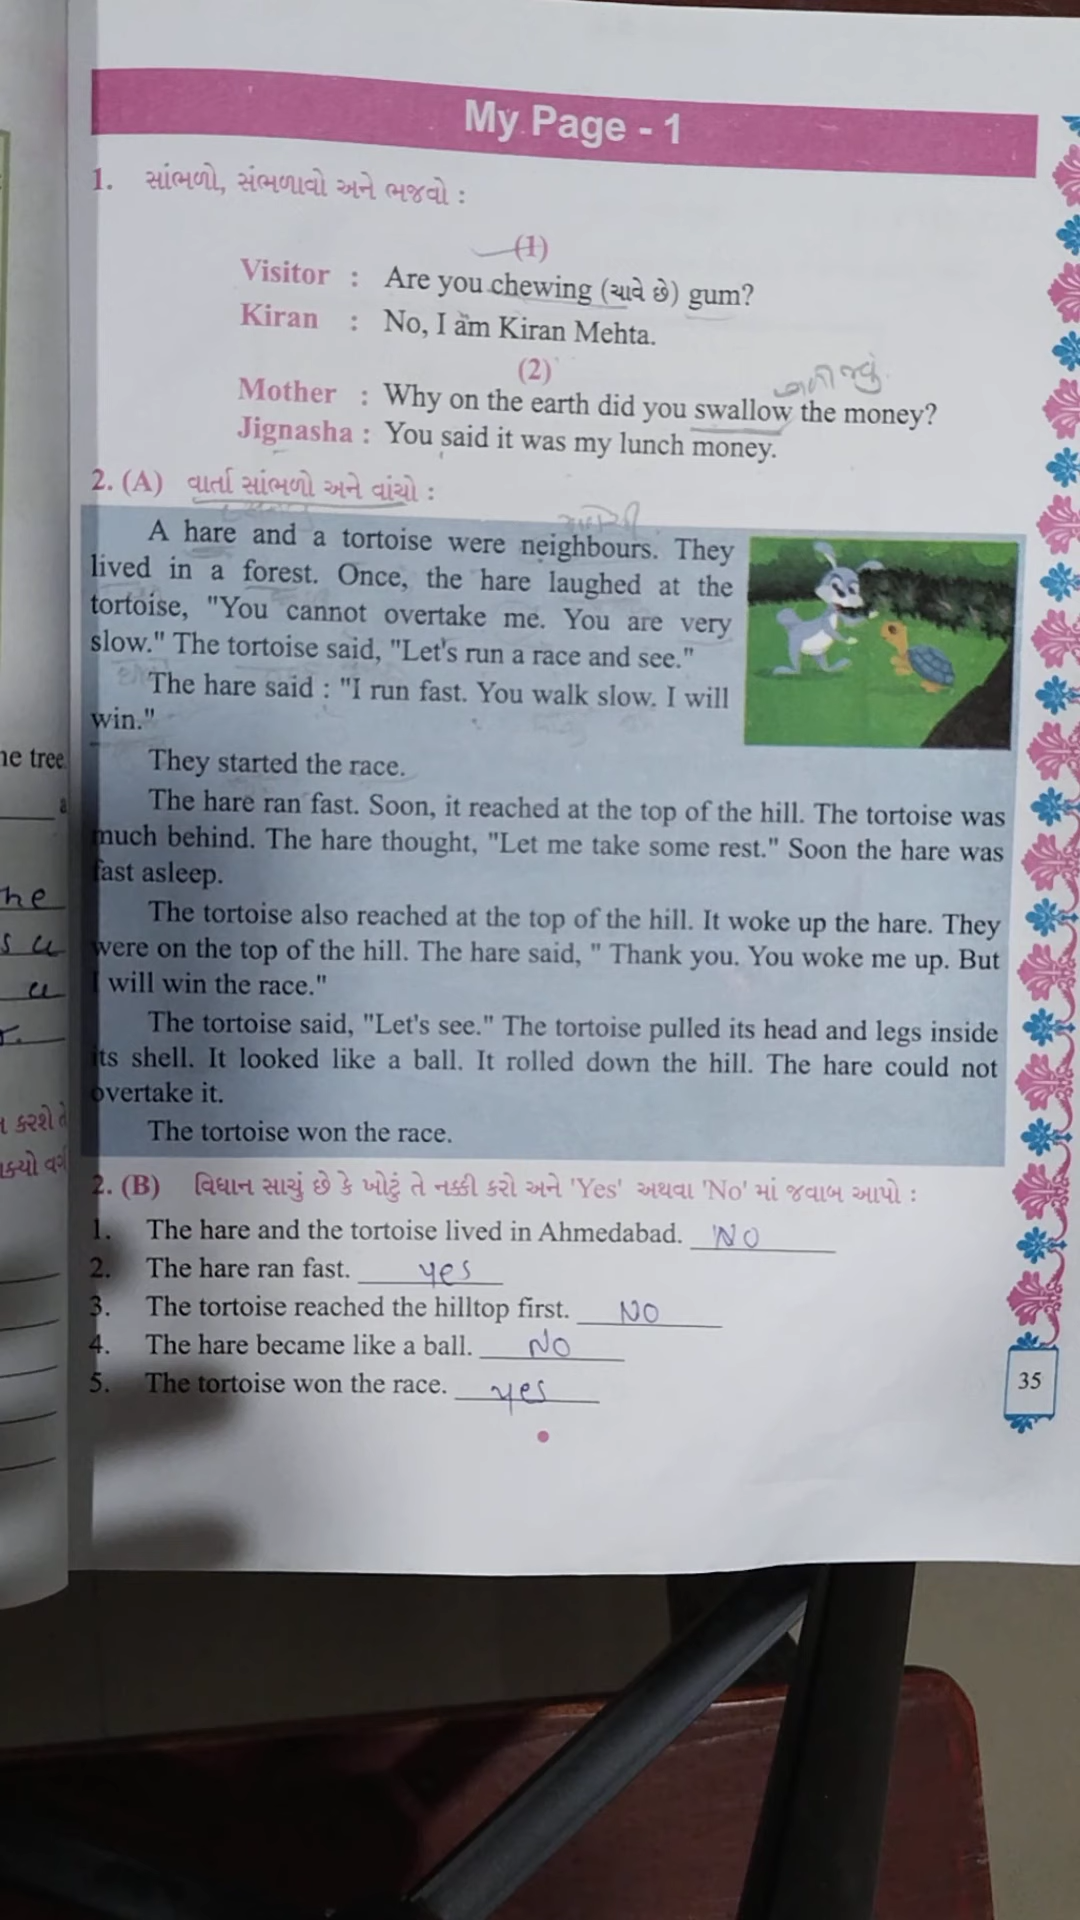 My Page - 1
1. સાંભળો, સંભળાવો અને ભજવો :
(1)
Visitor : Are you chewing (ચાવે છે) gum?
Kiran : No, I am Kiran Mehta.
(2)
Mother : Why on the earth did you swallow the money?
Jignasha : You said it was my lunch money.
2. (A) વાર્તા સાંભળો અને વાંચો :
A hare and a tortoise were neighbours. They
lived in a forest. Once, the hare laughed at the
tortoise, "You cannot overtake me. You are very
slow." The tortoise said, "Let's run a race and see."
The hare said : "I run fast. You walk slow. I will
win."
They started the race.
The hare ran fast. Soon, it reached at the top of the hill. The tortoise was
much behind. The hare thought, "Let me take some rest." Soon the hare was
fast asleep.
The tortoise also reached at the top of the hill. It woke up the hare. They
were on the top of the hill. The hare said, " Thank you. You woke me up. But
I will win the race."
The tortoise said, "Let's see." The tortoise pulled its head and legs inside
its shell. It looked like a ball. It rolled down the hill. The hare could not
overtake it.
The tortoise won the race.
2. (B) વિધાન સાચું છે કે ખોટું તે નક્કી કરો અને 'Yes' અથવા 'No' માં જવાબ આપો :
1. The hare and the tortoise lived in Ahmedabad. NO
2. The hare ran fast. yes
3. The tortoise reached the hilltop first. NO
4. The hare became like a ball. NO
5. The tortoise won the race. yes
35
he tree.
a
he
s a
a
r.
કરશે તે